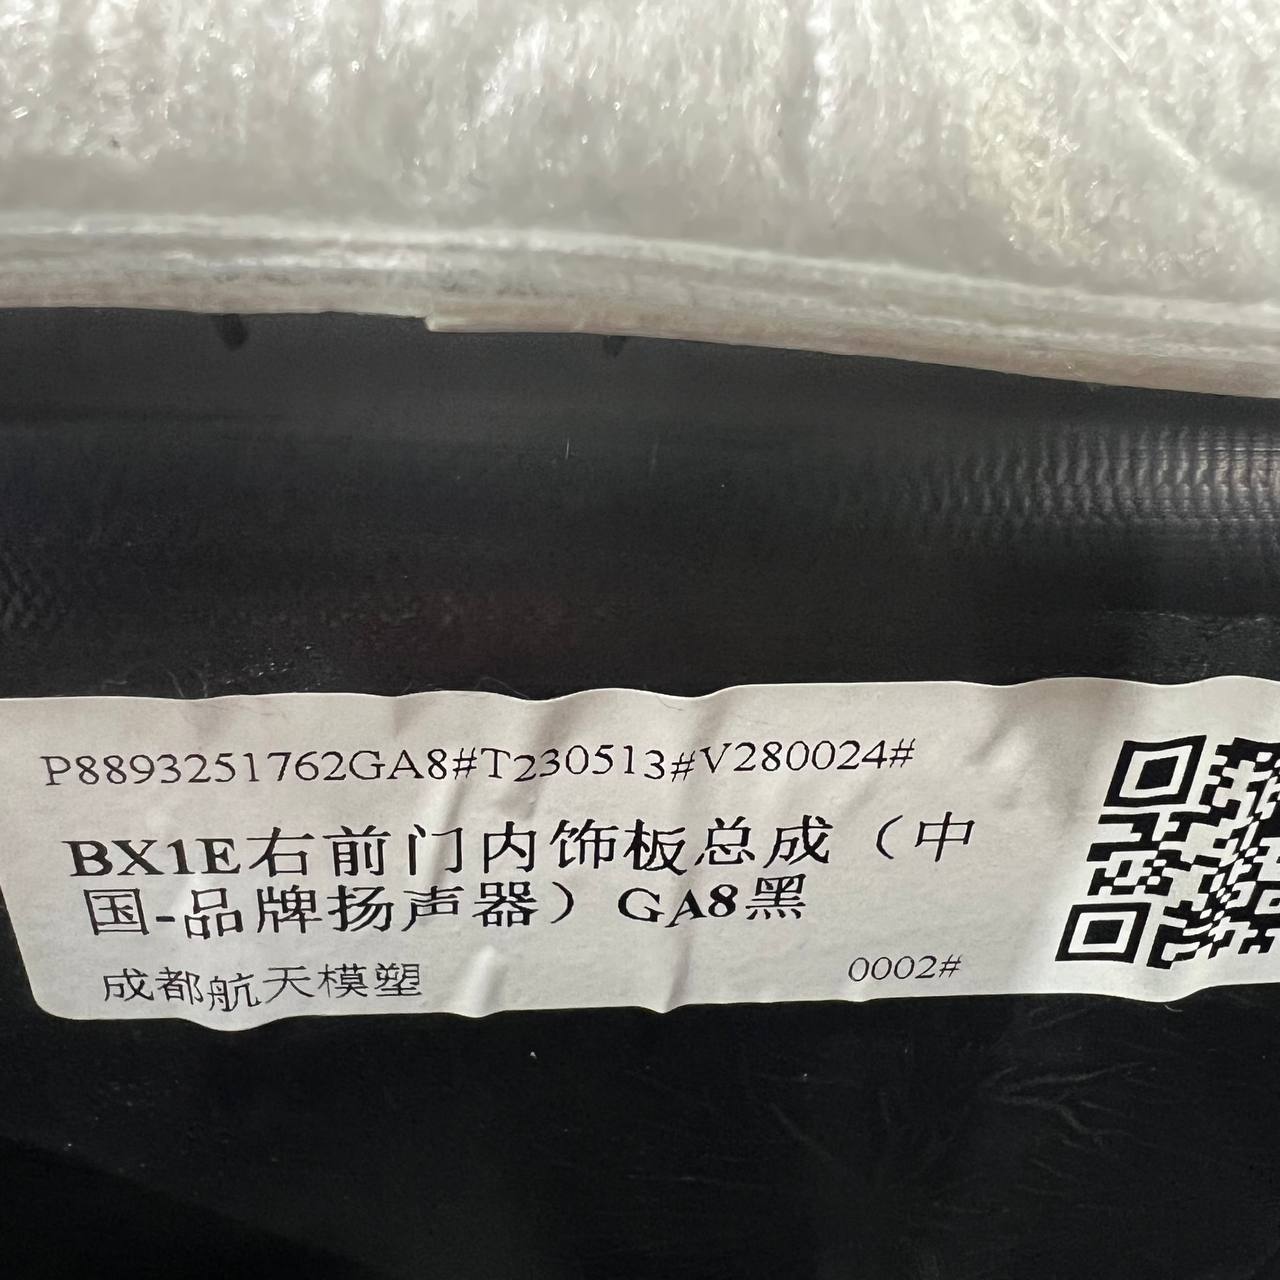 P8893251762GA8#T230513#V280024#
BX1E右前门内饰板总成（中
国-品牌扬声器）GA8黑
成都航天模塑
0002#